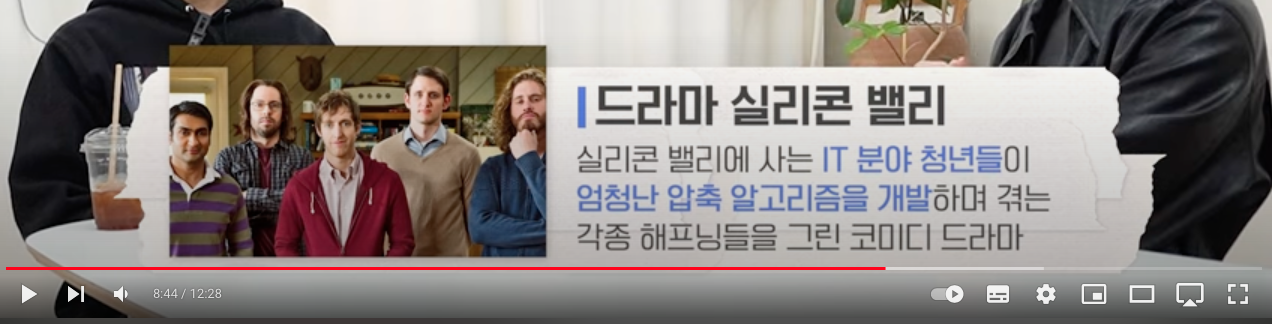 드라마 실리콘 밸리
실리콘 밸리에 사는 IT 분야 청년들이
엄청난 압축 알고리즘을 개발하며 겪는
각종 해프닝들을 그린 코미디 드라마
8:44 / 12:28